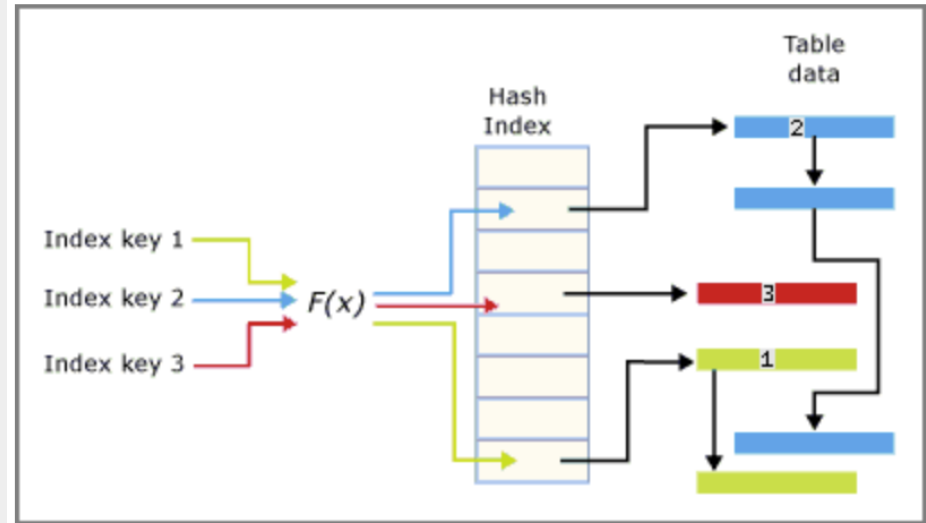 Table
data
Hash
Index
2
Index key 1
Index key 2
F(x)
3
Index key 3
1